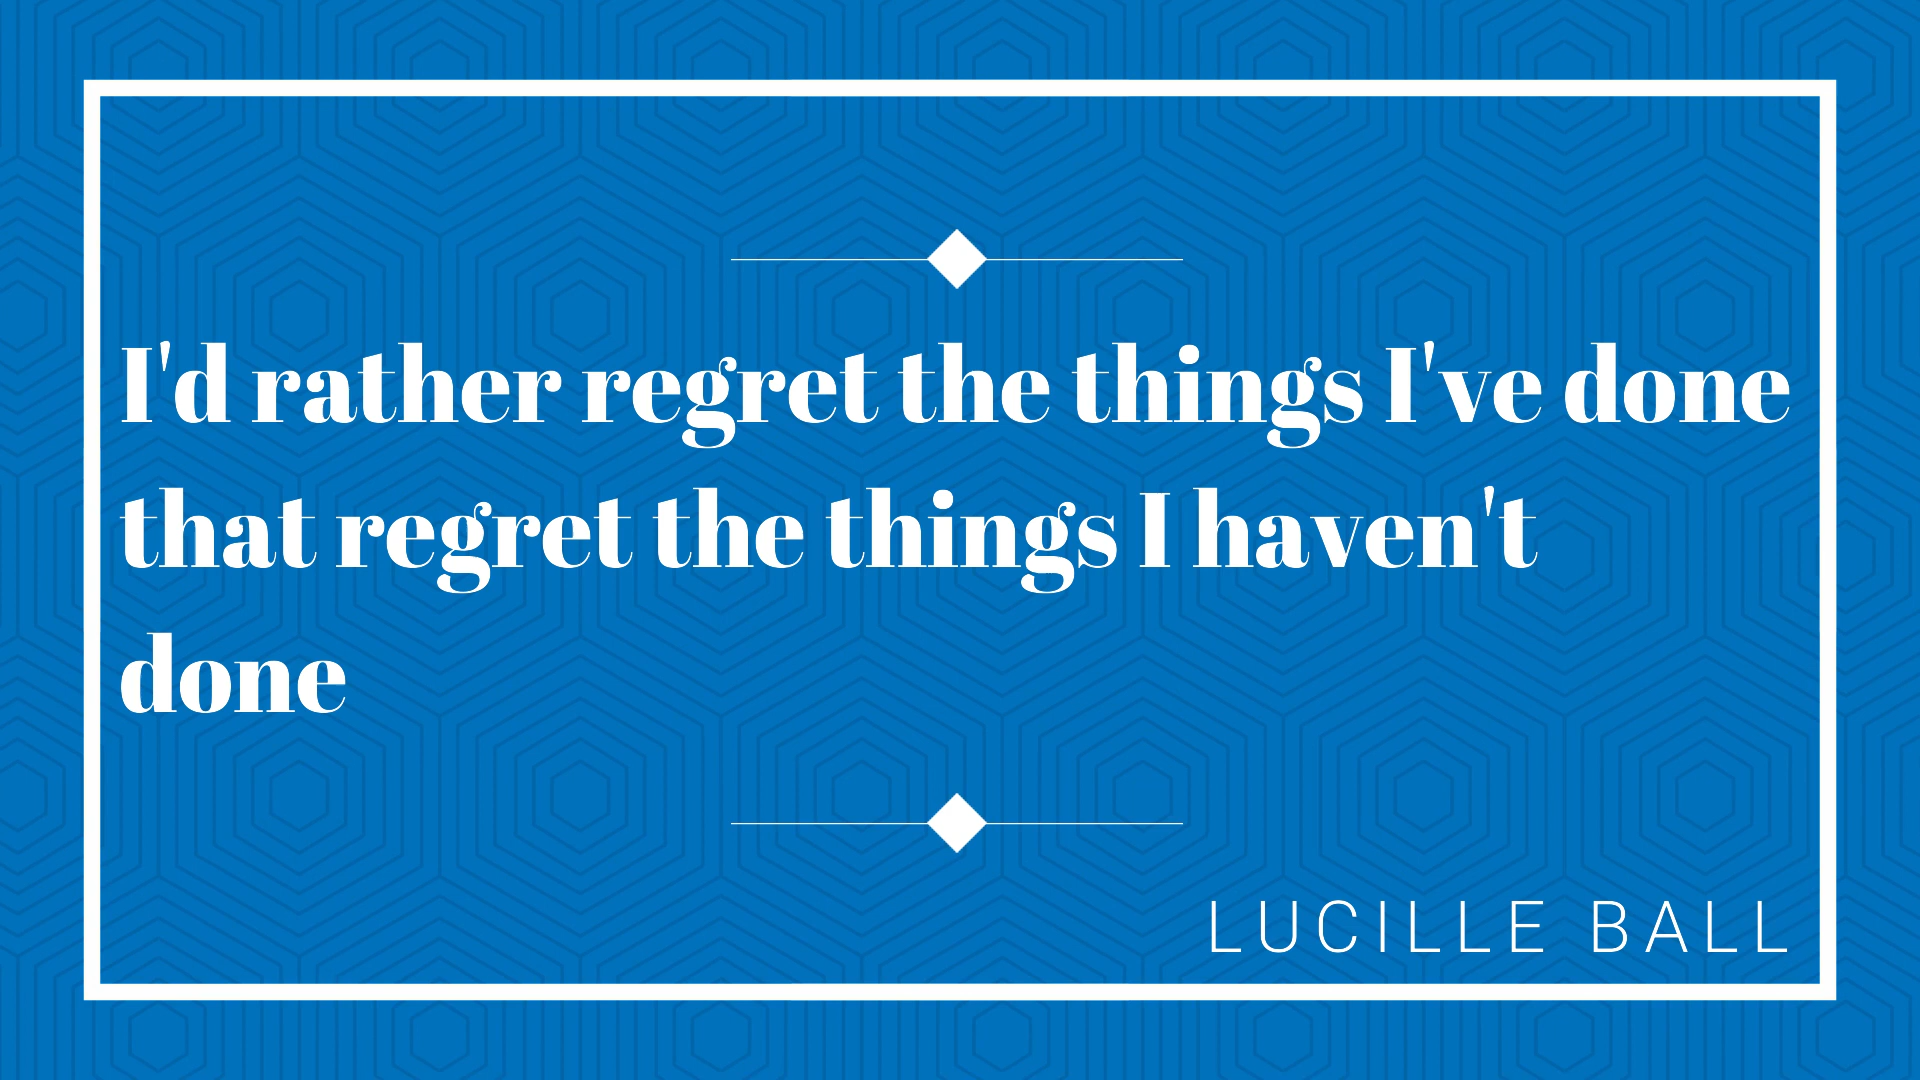 I'd rather regret the things I've done
that regret the things I haven't
done
LUCILLE BALL